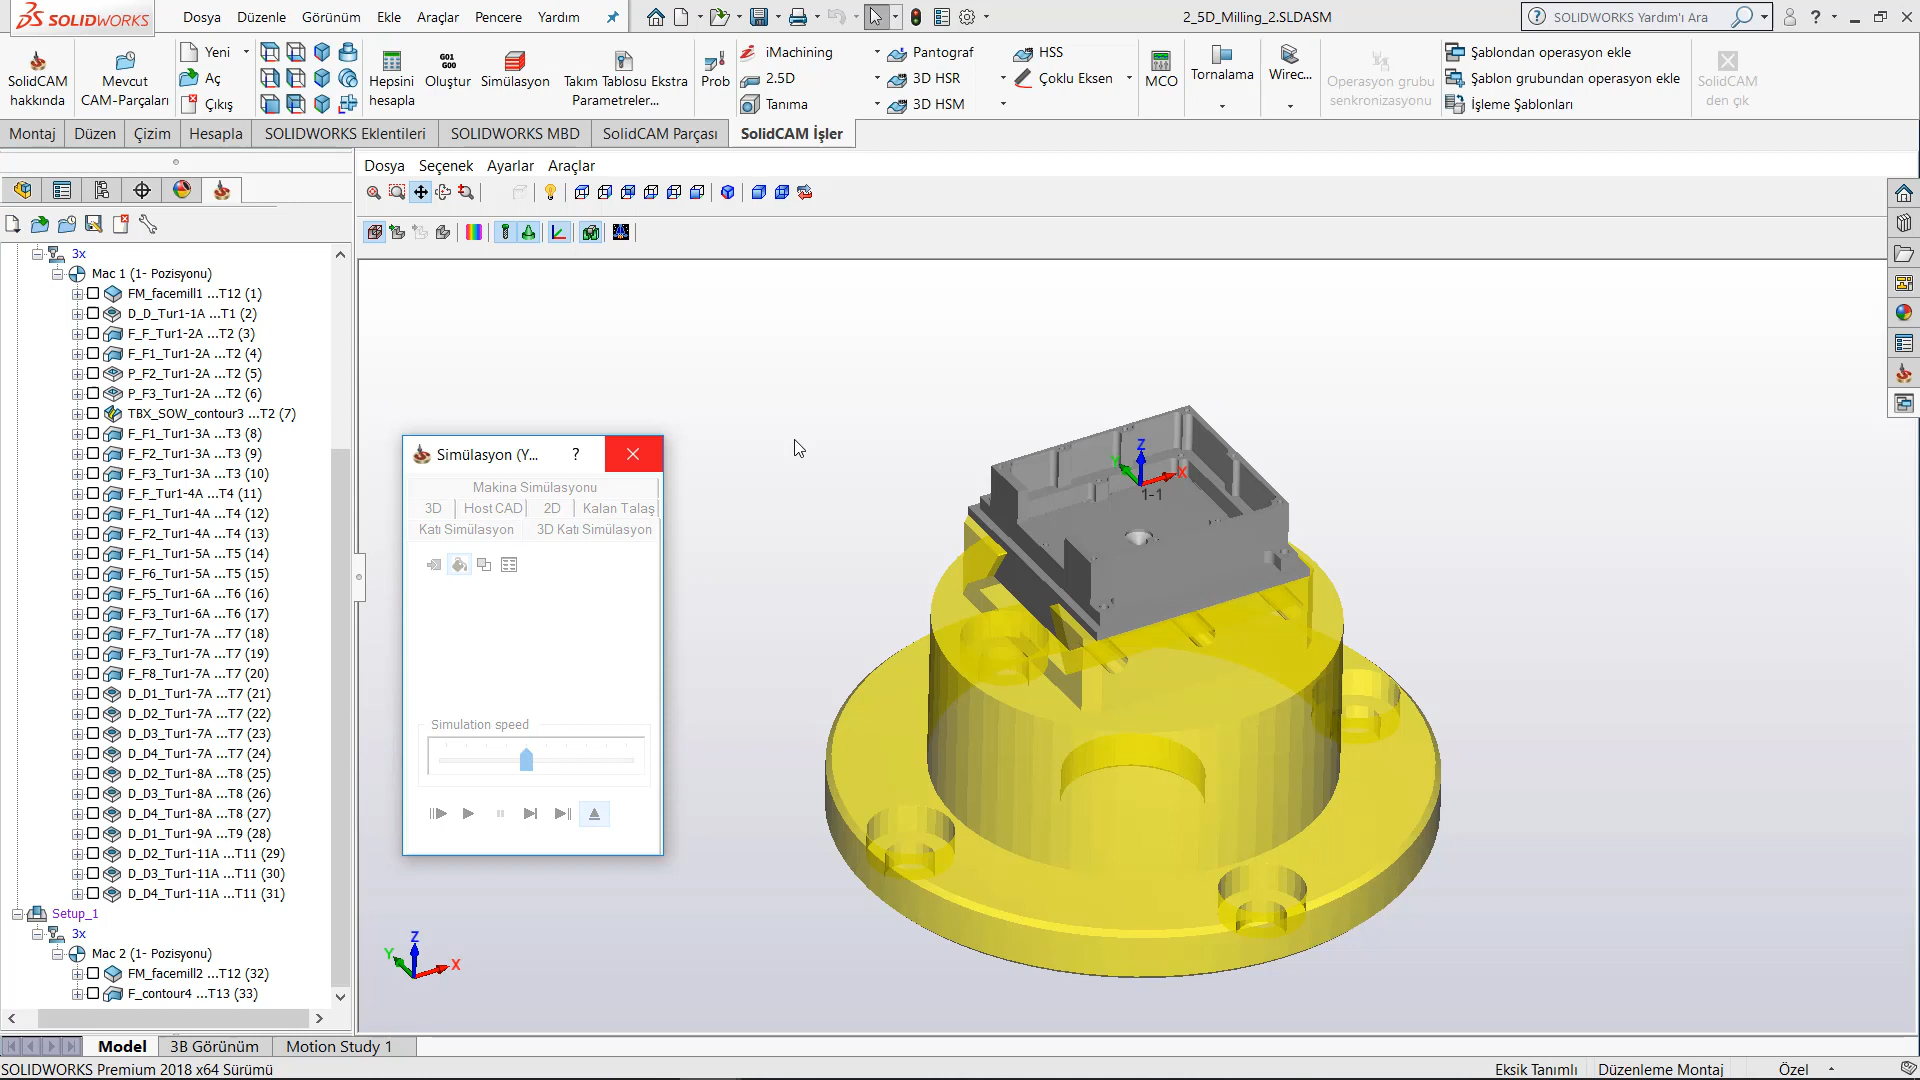 SOLIDWORKS
Dosya Düzenle Görünüm Ekle Araçlar Pencere Yardım
2_5D_Milling_2.SLDASM
SOLIDWORKS Yardım'ı Ara
?
SolidCAM hakkında
Mevcut CAM-Parçaları
Yeni
Aç
Çıkış
Hepsini hesapla
G01 G00 Oluştur
Simülasyon
Takım Tablosu Ekstra Parametreler...
Prob
iMachining
2.5D
Tanıma
Pantograf
3D HSR
3D HSM
HSS
Çoklu Eksen
MCO
Tornalama
Wirec...
Operasyon grubu senkronizasyonu
Şablondan operasyon ekle
Şablon grubundan operasyon ekle
İşleme Şablonları
SolidCAM den çık
Montaj Düzen Çizim Hesapla SOLIDWORKS Eklentileri SOLIDWORKS MBD SolidCAM Parçası SolidCAM İşler
Dosya Seçenek Ayarlar Araçlar
3x
Mac 1 (1- Pozisyonu)
FM_facemill1 ...T12 (1)
D_D_Tur1-1A ...T1 (2)
F_F_Tur1-2A ...T2 (3)
F_F1_Tur1-2A ...T2 (4)
P_F2_Tur1-2A ...T2 (5)
P_F3_Tur1-2A ...T2 (6)
TBX_SOW_contour3 ...T2 (7)
F_F1_Tur1-3A ...T3 (8)
F_F2_Tur1-3A ...T3 (9)
F_F3_Tur1-3A ...T3 (10)
F_F_Tur1-4A ...T4 (11)
F_F1_Tur1-4A ...T4 (12)
F_F2_Tur1-4A ...T4 (13)
F_F1_Tur1-5A ...T5 (14)
F_F6_Tur1-5A ...T5 (15)
F_F5_Tur1-6A ...T6 (16)
F_F3_Tur1-6A ...T6 (17)
F_F7_Tur1-7A ...T7 (18)
F_F3_Tur1-7A ...T7 (19)
F_F8_Tur1-7A ...T7 (20)
D_D1_Tur1-7A ...T7 (21)
D_D2_Tur1-7A ...T7 (22)
D_D3_Tur1-7A ...T7 (23)
D_D4_Tur1-7A ...T7 (24)
D_D2_Tur1-8A ...T8 (25)
D_D3_Tur1-8A ...T8 (26)
D_D4_Tur1-8A ...T8 (27)
D_D1_Tur1-9A ...T9 (28)
D_D2_Tur1-11A ...T11 (29)
D_D3_Tur1-11A ...T11 (30)
D_D4_Tur1-11A ...T11 (31)
Setup_1
3x
Mac 2 (1- Pozisyonu)
FM_facemill2 ...T12 (32)
F_contour4 ...T13 (33)
Simülasyon (Y... ?
Makina Simülasyonu
3D Host CAD 2D Kalan Talaş
Katı Simülasyon 3D Katı Simülasyon
Simulation speed
Z
Y X
1-1
Z
Y X
Model 3B Görünüm Motion Study 1
SOLIDWORKS Premium 2018 x64 Sürümü
Eksik Tanımlı Düzenleme Montaj Özel